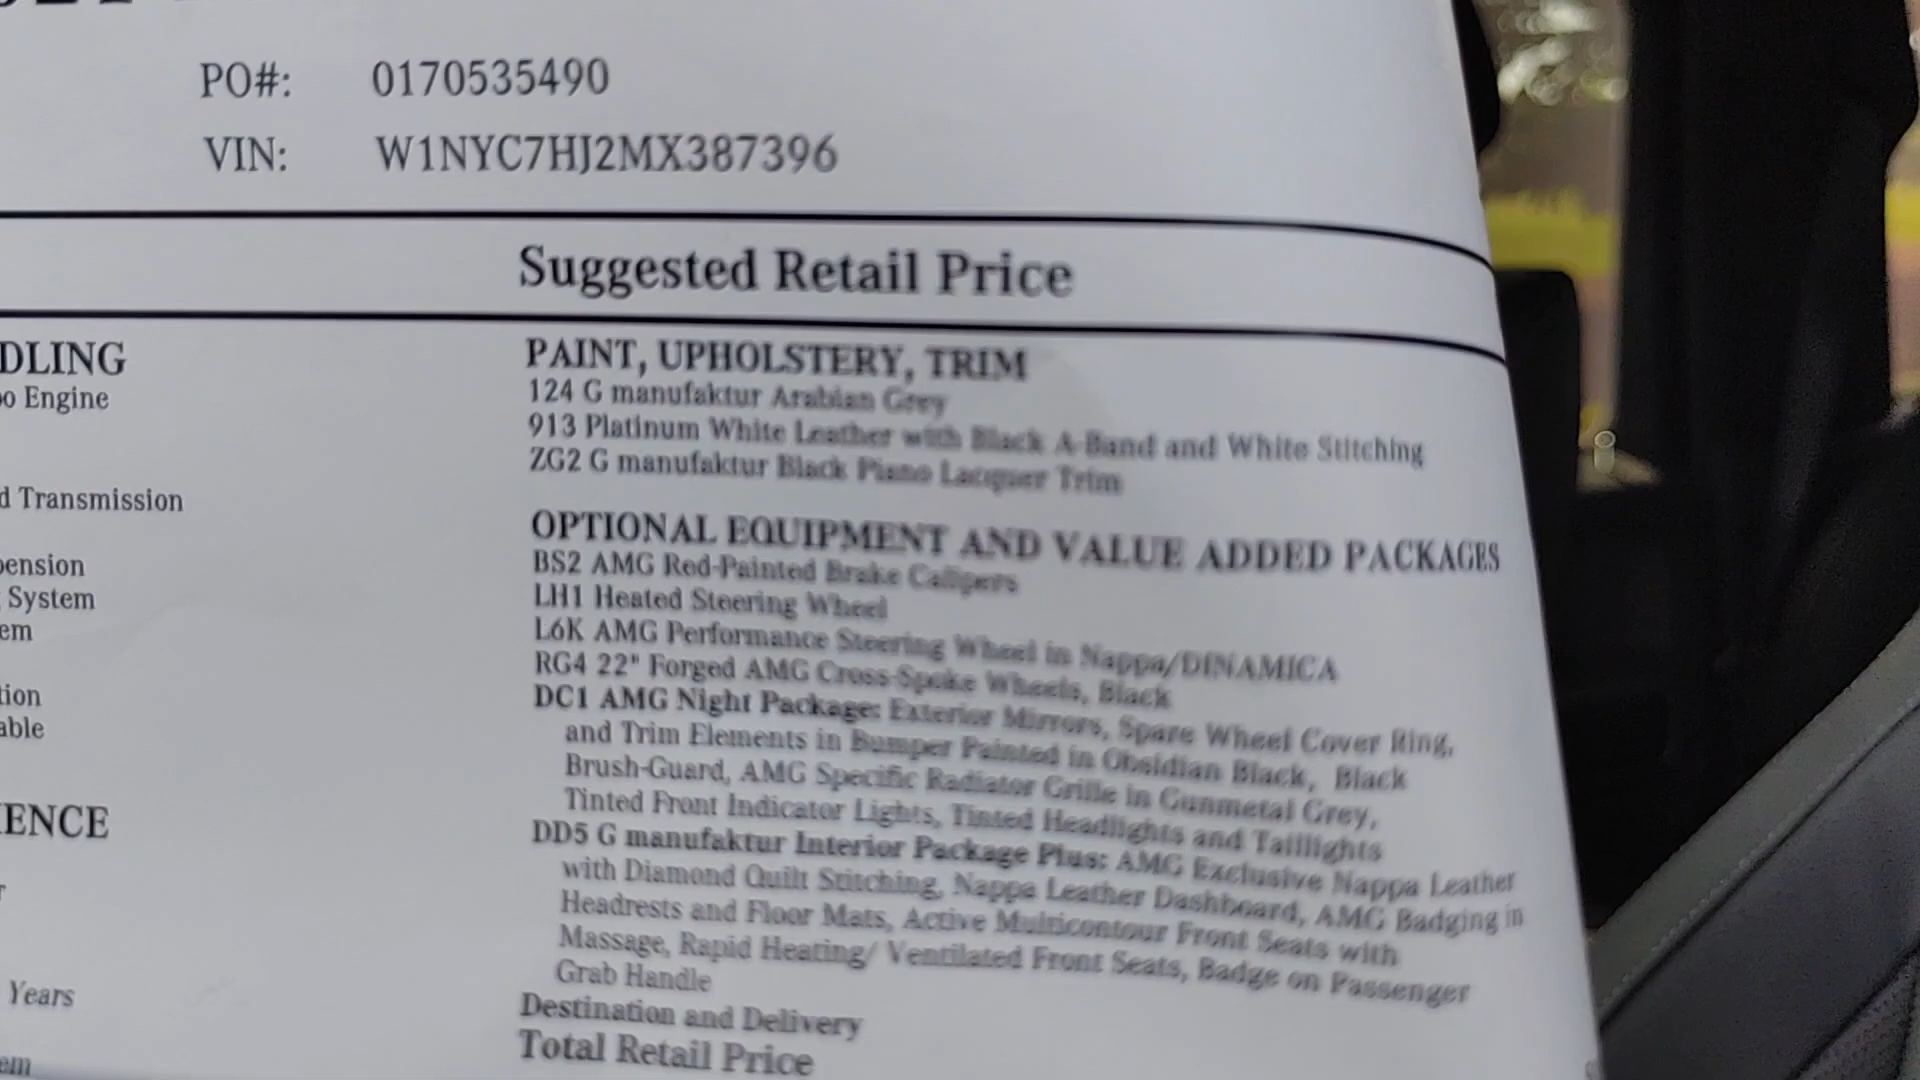 PO#: 0170535490
VIN: W1NYC7HJ2MX387396
Suggested Retail Price
DLING
o Engine
d Transmission
pension
System
em
tion
able
IENCE
Years
em
PAINT, UPHOLSTERY, TRIM
124 G manufaktur Arabian Grey
913 Platinum White Leather with Black A-Band and White Stitching
ZG2 G manufaktur Black Piano Lacquer Trim
OPTIONAL EQUIPMENT AND VALUE ADDED PACKAGES
BS2 AMG Red-Painted Brake Calipers
LH1 Heated Steering Wheel
L6K AMG Performance Steering Wheel in Nappa/DINAMICA
RG4 22" Forged AMG Cross-Spoke Wheels, Black
DC1 AMG Night Package: Exterior Mirrors, Spare Wheel Cover Ring,
and Trim Elements in Bumper Painted in Obsidian Black, Black
Brush-Guard, AMG Specific Radiator Grille in Gunmetal Grey,
Tinted Front Indicator Lights, Tinted Headlights and Taillights
DD5 G manufaktur Interior Package Plus: AMG Exclusive Nappa Leather
with Diamond Quilt Stitching, Nappa Leather Dashboard, AMG Badging in
Headrests and Floor Mats, Active Multicontour Front Seats with
Massage, Rapid Heating/ Ventilated Front Seats, Badge on Passenger
Grab Handle
Destination and Delivery
Total Retail Price